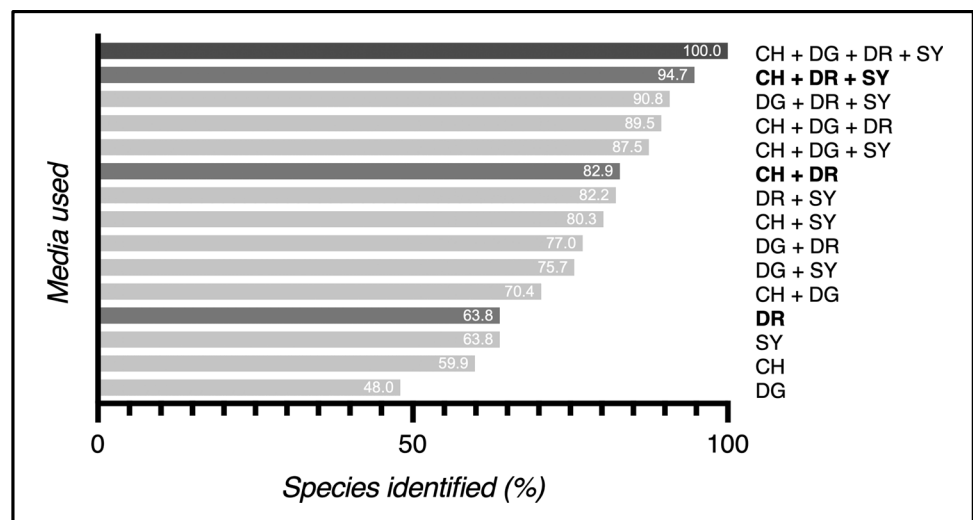 Media used
100.0 CH + DG + DR + SY
94.7 CH + DR + SY
90.8 DG + DR + SY
89.5 CH + DG + DR
87.5 CH + DG + SY
82.9 CH + DR
82.2 DR + SY
80.3 CH + SY
77.0 DG + DR
75.7 DG + SY
70.4 CH + DG
63.8 DR
63.8 SY
59.9 CH
48.0 DG
0 50 100
Species identified (%)